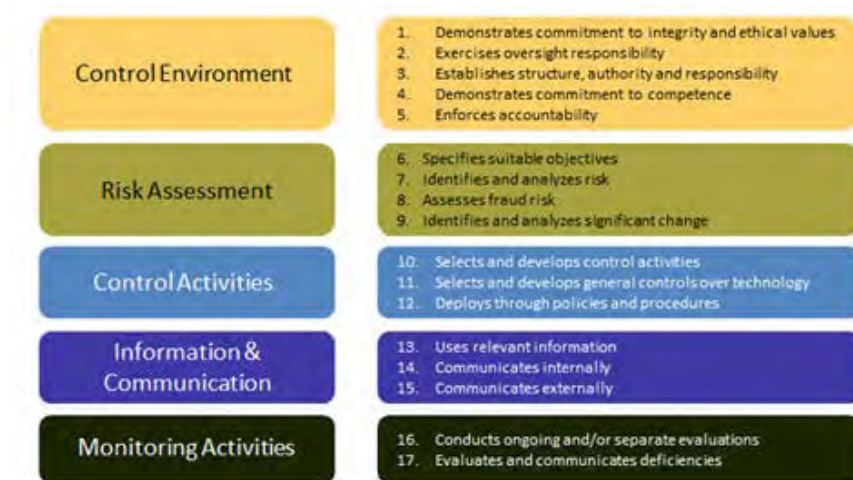 Control Environment
1. Demonstrates commitment to integrity and ethical values
2. Exercises oversight responsibility
3. Establishes structure, authority and responsibility
4. Demonstrates commitment to competence
5. Enforces accountability
Risk Assessment
6. Specifies suitable objectives
7. Identifies and analyzes risk
8. Assesses fraud risk
9. Identifies and analyzes significant change
Control Activities
10. Selects and develops control activities
11. Selects and develops general controls over technology
12. Deploys through policies and procedures
Information &
Communication
13. Uses relevant information
14. Communicates internally
15. Communicates externally
Monitoring Activities
16. Conducts ongoing and/or separate evaluations
17. Evaluates and communicates deficiencies